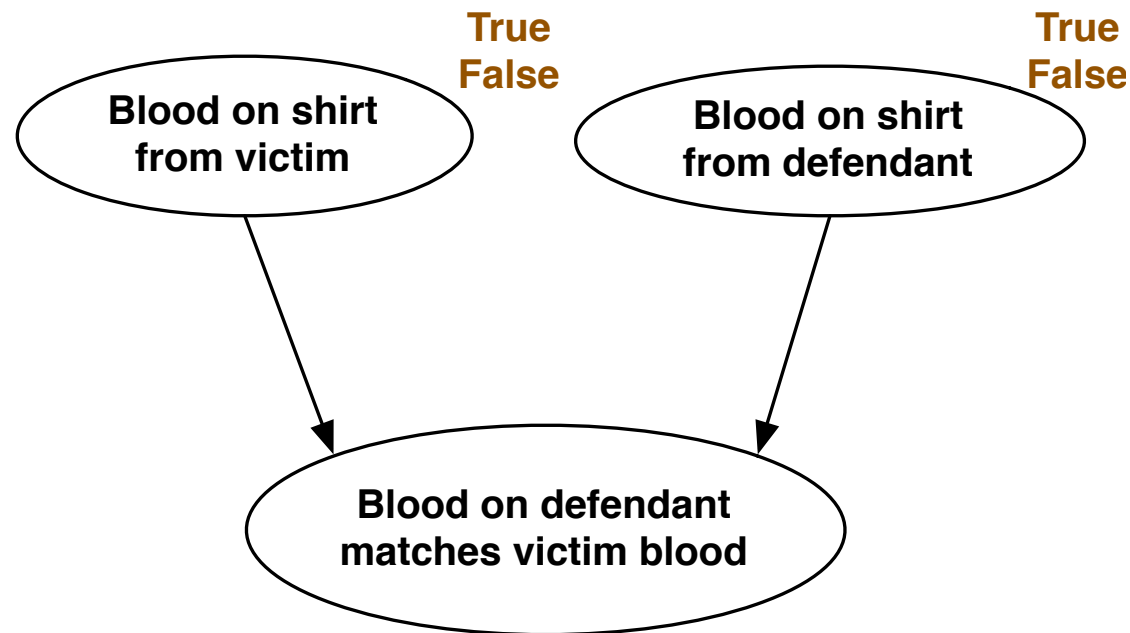 True
False
Blood on shirt
from victim
True
False
Blood on shirt
from defendant
Blood on defendant
matches victim blood